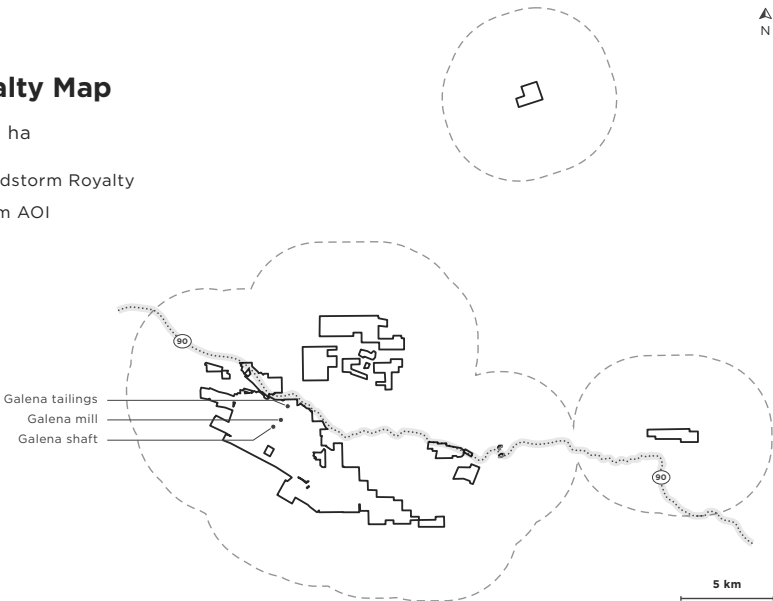 N
alty Map
ha
dstorm Royalty
m AOI
90
Galena tailings
Galena mill
Galena shaft
90
5 km